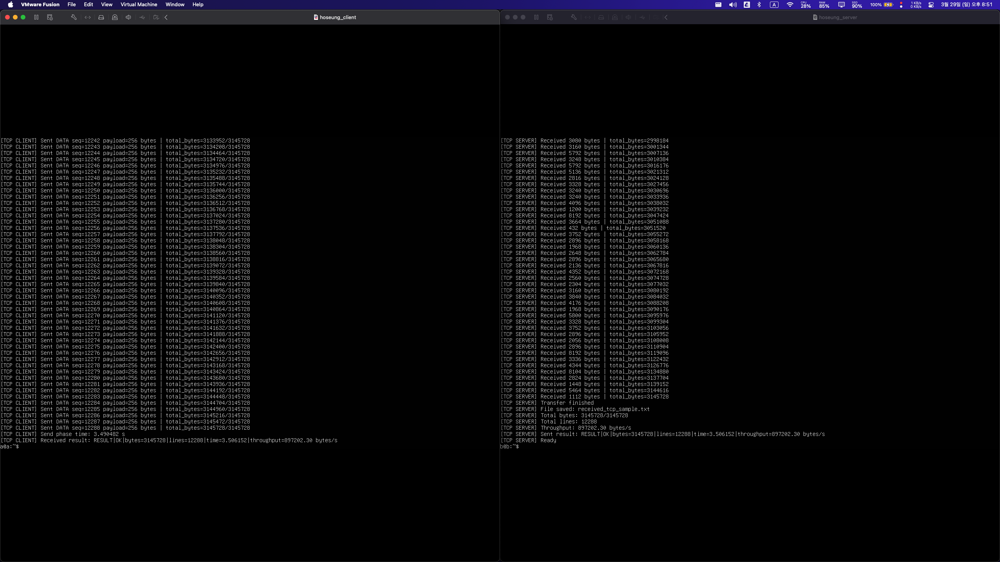 VMware Fusion File Edit View Virtual Machine Window Help
A CPU 28% RAM 85% SSD 90% 100% 1 KB/s 0 KB/s 3월 29일 (일) 오후 8:51
hoseung_client
[TCP CLIENT] Sent DATA seq=12242 payload=256 bytes | total_bytes=3133952/3145728
[TCP CLIENT] Sent DATA seq=12243 payload=256 bytes | total_bytes=3134208/3145728
[TCP CLIENT] Sent DATA seq=12244 payload=256 bytes | total_bytes=3134464/3145728
[TCP CLIENT] Sent DATA seq=12245 payload=256 bytes | total_bytes=3134720/3145728
[TCP CLIENT] Sent DATA seq=12246 payload=256 bytes | total_bytes=3134976/3145728
[TCP CLIENT] Sent DATA seq=12247 payload=256 bytes | total_bytes=3135232/3145728
[TCP CLIENT] Sent DATA seq=12248 payload=256 bytes | total_bytes=3135488/3145728
[TCP CLIENT] Sent DATA seq=12249 payload=256 bytes | total_bytes=3135744/3145728
[TCP CLIENT] Sent DATA seq=12250 payload=256 bytes | total_bytes=3136000/3145728
[TCP CLIENT] Sent DATA seq=12251 payload=256 bytes | total_bytes=3136256/3145728
[TCP CLIENT] Sent DATA seq=12252 payload=256 bytes | total_bytes=3136512/3145728
[TCP CLIENT] Sent DATA seq=12253 payload=256 bytes | total_bytes=3136768/3145728
[TCP CLIENT] Sent DATA seq=12254 payload=256 bytes | total_bytes=3137024/3145728
[TCP CLIENT] Sent DATA seq=12255 payload=256 bytes | total_bytes=3137280/3145728
[TCP CLIENT] Sent DATA seq=12256 payload=256 bytes | total_bytes=3137536/3145728
[TCP CLIENT] Sent DATA seq=12257 payload=256 bytes | total_bytes=3137792/3145728
[TCP CLIENT] Sent DATA seq=12258 payload=256 bytes | total_bytes=3138048/3145728
[TCP CLIENT] Sent DATA seq=12259 payload=256 bytes | total_bytes=3138304/3145728
[TCP CLIENT] Sent DATA seq=12260 payload=256 bytes | total_bytes=3138560/3145728
[TCP CLIENT] Sent DATA seq=12261 payload=256 bytes | total_bytes=3138816/3145728
[TCP CLIENT] Sent DATA seq=12262 payload=256 bytes | total_bytes=3139072/3145728
[TCP CLIENT] Sent DATA seq=12263 payload=256 bytes | total_bytes=3139328/3145728
[TCP CLIENT] Sent DATA seq=12264 payload=256 bytes | total_bytes=3139584/3145728
[TCP CLIENT] Sent DATA seq=12265 payload=256 bytes | total_bytes=3139840/3145728
[TCP CLIENT] Sent DATA seq=12266 payload=256 bytes | total_bytes=3140096/3145728
[TCP CLIENT] Sent DATA seq=12267 payload=256 bytes | total_bytes=3140352/3145728
[TCP CLIENT] Sent DATA seq=12268 payload=256 bytes | total_bytes=3140608/3145728
[TCP CLIENT] Sent DATA seq=12269 payload=256 bytes | total_bytes=3140864/3145728
[TCP CLIENT] Sent DATA seq=12270 payload=256 bytes | total_bytes=3141120/3145728
[TCP CLIENT] Sent DATA seq=12271 payload=256 bytes | total_bytes=3141376/3145728
[TCP CLIENT] Sent DATA seq=12272 payload=256 bytes | total_bytes=3141632/3145728
[TCP CLIENT] Sent DATA seq=12273 payload=256 bytes | total_bytes=3141888/3145728
[TCP CLIENT] Sent DATA seq=12274 payload=256 bytes | total_bytes=3142144/3145728
[TCP CLIENT] Sent DATA seq=12275 payload=256 bytes | total_bytes=3142400/3145728
[TCP CLIENT] Sent DATA seq=12276 payload=256 bytes | total_bytes=3142656/3145728
[TCP CLIENT] Sent DATA seq=12277 payload=256 bytes | total_bytes=3142912/3145728
[TCP CLIENT] Sent DATA seq=12278 payload=256 bytes | total_bytes=3143168/3145728
[TCP CLIENT] Sent DATA seq=12279 payload=256 bytes | total_bytes=3143424/3145728
[TCP CLIENT] Sent DATA seq=12280 payload=256 bytes | total_bytes=3143680/3145728
[TCP CLIENT] Sent DATA seq=12281 payload=256 bytes | total_bytes=3143936/3145728
[TCP CLIENT] Sent DATA seq=12282 payload=256 bytes | total_bytes=3144192/3145728
[TCP CLIENT] Sent DATA seq=12283 payload=256 bytes | total_bytes=3144448/3145728
[TCP CLIENT] Sent DATA seq=12284 payload=256 bytes | total_bytes=3144704/3145728
[TCP CLIENT] Sent DATA seq=12285 payload=256 bytes | total_bytes=3144960/3145728
[TCP CLIENT] Sent DATA seq=12286 payload=256 bytes | total_bytes=3145216/3145728
[TCP CLIENT] Sent DATA seq=12287 payload=256 bytes | total_bytes=3145472/3145728
[TCP CLIENT] Sent DATA seq=12288 payload=256 bytes | total_bytes=3145728/3145728
[TCP CLIENT] Send phase time: 3.490482 s
[TCP CLIENT] Received result: RESULT|OK|bytes=3145728|lines=12288|time=3.506152|throughput=897202.30 bytes/s
a@a:~$
hoseung_server
[TCP SERVER] Received 3080 bytes | total_bytes=2998184
[TCP SERVER] Received 3160 bytes | total_bytes=3001344
[TCP SERVER] Received 5792 bytes | total_bytes=3007136
[TCP SERVER] Received 3248 bytes | total_bytes=3010384
[TCP SERVER] Received 5792 bytes | total_bytes=3016176
[TCP SERVER] Received 5136 bytes | total_bytes=3021312
[TCP SERVER] Received 2816 bytes | total_bytes=3024128
[TCP SERVER] Received 3328 bytes | total_bytes=3027456
[TCP SERVER] Received 3240 bytes | total_bytes=3030696
[TCP SERVER] Received 3240 bytes | total_bytes=3033936
[TCP SERVER] Received 4096 bytes | total_bytes=3038032
[TCP SERVER] Received 1200 bytes | total_bytes=3039232
[TCP SERVER] Received 8192 bytes | total_bytes=3047424
[TCP SERVER] Received 3664 bytes | total_bytes=3051088
[TCP SERVER] Received 432 bytes | total_bytes=3051520
[TCP SERVER] Received 3752 bytes | total_bytes=3055272
[TCP SERVER] Received 2896 bytes | total_bytes=3058168
[TCP SERVER] Received 1968 bytes | total_bytes=3060136
[TCP SERVER] Received 2648 bytes | total_bytes=3062784
[TCP SERVER] Received 2896 bytes | total_bytes=3065680
[TCP SERVER] Received 2136 bytes | total_bytes=3067816
[TCP SERVER] Received 4352 bytes | total_bytes=3072168
[TCP SERVER] Received 2560 bytes | total_bytes=3074728
[TCP SERVER] Received 2304 bytes | total_bytes=3077032
[TCP SERVER] Received 3160 bytes | total_bytes=3080192
[TCP SERVER] Received 3840 bytes | total_bytes=3084032
[TCP SERVER] Received 4176 bytes | total_bytes=3088208
[TCP SERVER] Received 1968 bytes | total_bytes=3090176
[TCP SERVER] Received 5800 bytes | total_bytes=3095976
[TCP SERVER] Received 3328 bytes | total_bytes=3099304
[TCP SERVER] Received 3752 bytes | total_bytes=3103056
[TCP SERVER] Received 2896 bytes | total_bytes=3105952
[TCP SERVER] Received 2056 bytes | total_bytes=3108008
[TCP SERVER] Received 2896 bytes | total_bytes=3110904
[TCP SERVER] Received 8192 bytes | total_bytes=3119096
[TCP SERVER] Received 3336 bytes | total_bytes=3122432
[TCP SERVER] Received 4344 bytes | total_bytes=3126776
[TCP SERVER] Received 8104 bytes | total_bytes=3134880
[TCP SERVER] Received 2824 bytes | total_bytes=3137704
[TCP SERVER] Received 1448 bytes | total_bytes=3139152
[TCP SERVER] Received 5464 bytes | total_bytes=3144616
[TCP SERVER] Received 1112 bytes | total_bytes=3145728
[TCP SERVER] Transfer finished
[TCP SERVER] File saved: received_tcp_sample.txt
[TCP SERVER] Total bytes: 3145728/3145728
[TCP SERVER] Total lines: 12288
[TCP SERVER] Throughput: 897202.30 bytes/s
[TCP SERVER] Sent result: RESULT|OK|bytes=3145728|lines=12288|time=3.506152|throughput=897202.30 bytes/s
[TCP SERVER] Ready
b@b:~$